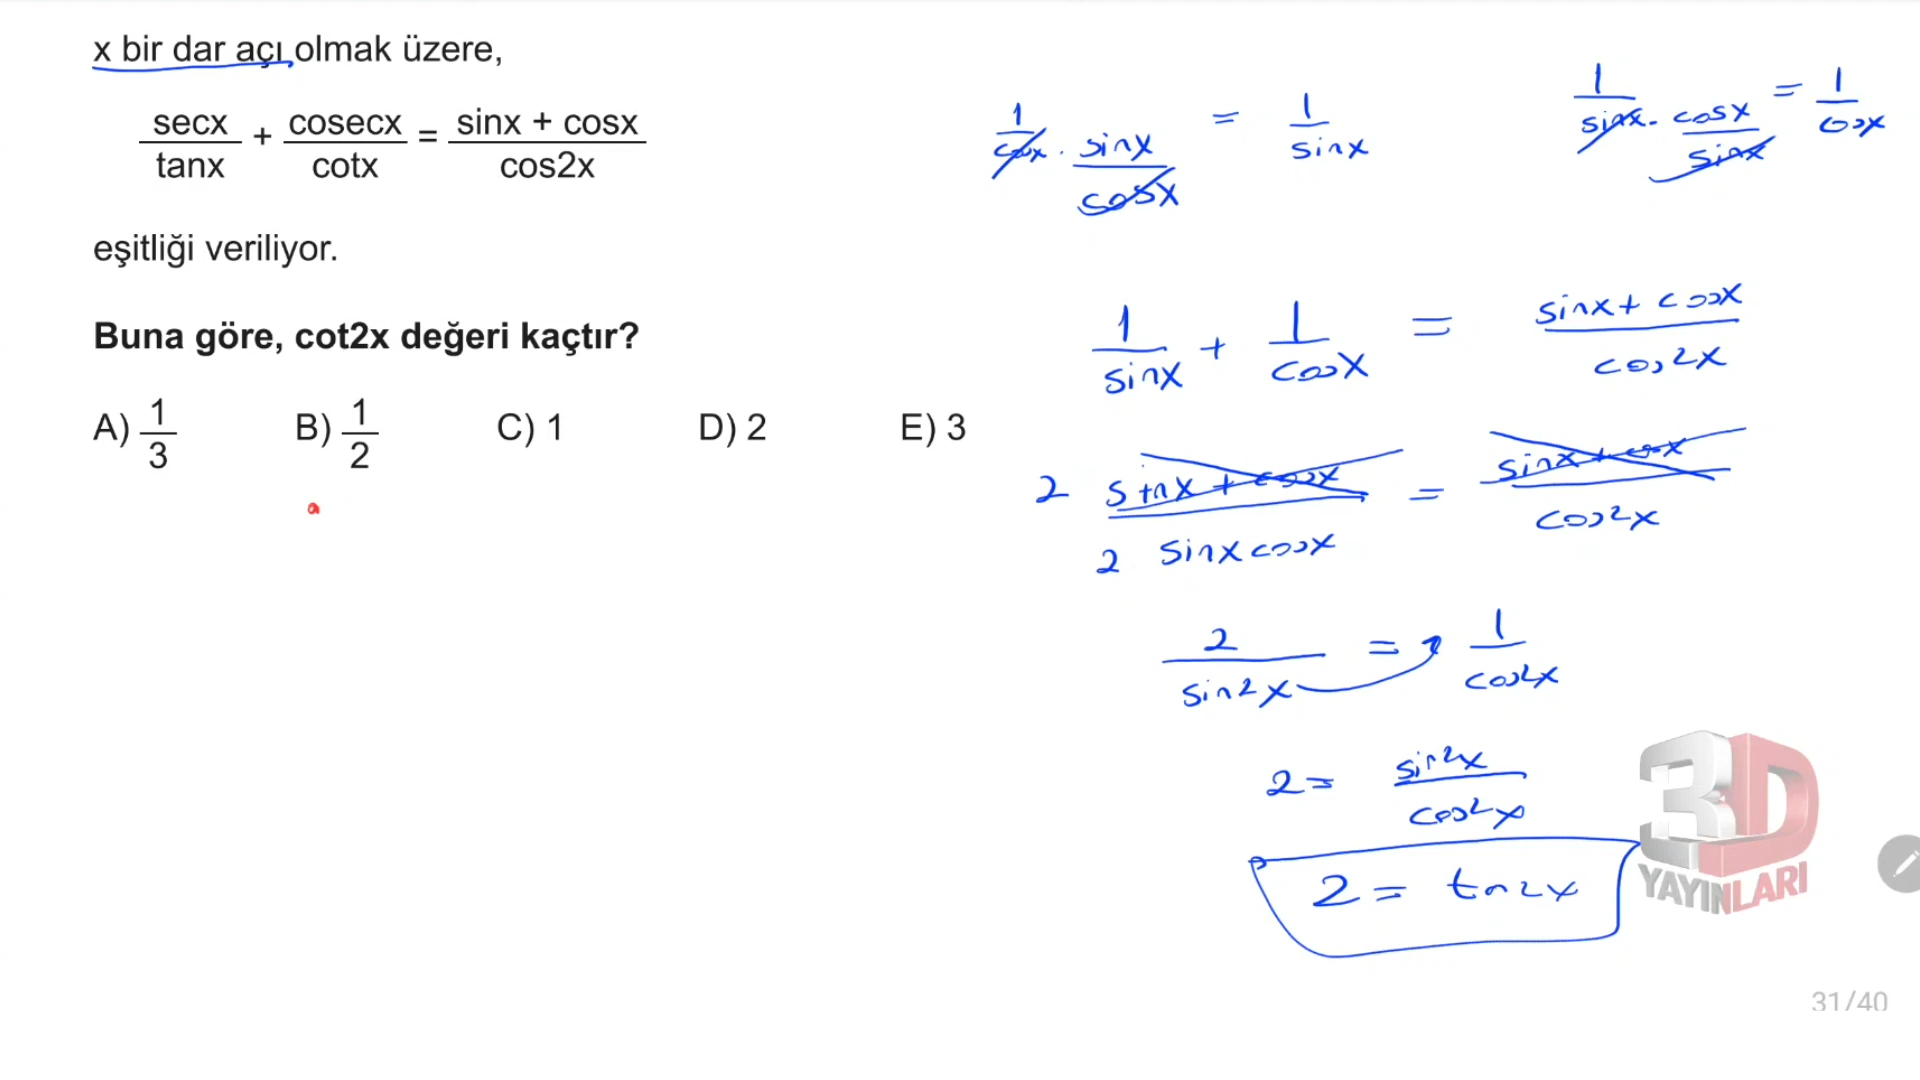 x bir dar açı olmak üzere,
secx/tanx + cosecx/cotx = sinx + cosx/cos2x
eşitliği veriliyor.
Buna göre, cot2x değeri kaçtır?
A) 1/3 B) 1/2 C) 1 D) 2 E) 3
1/cosx · sinx/cosx = 1/sinx
1/sinx · cosx/sinx = 1/cosx
1/sinx + 1/cosx = sinx + cosx/cos2x
2 sinx + cosx/2 sinx cosx = sinx + cosx/cos2x
2/sin2x = 1/cos2x
2 = sin2x/cos2x
2 = tn2x
3D
YAYINLARI
31/40